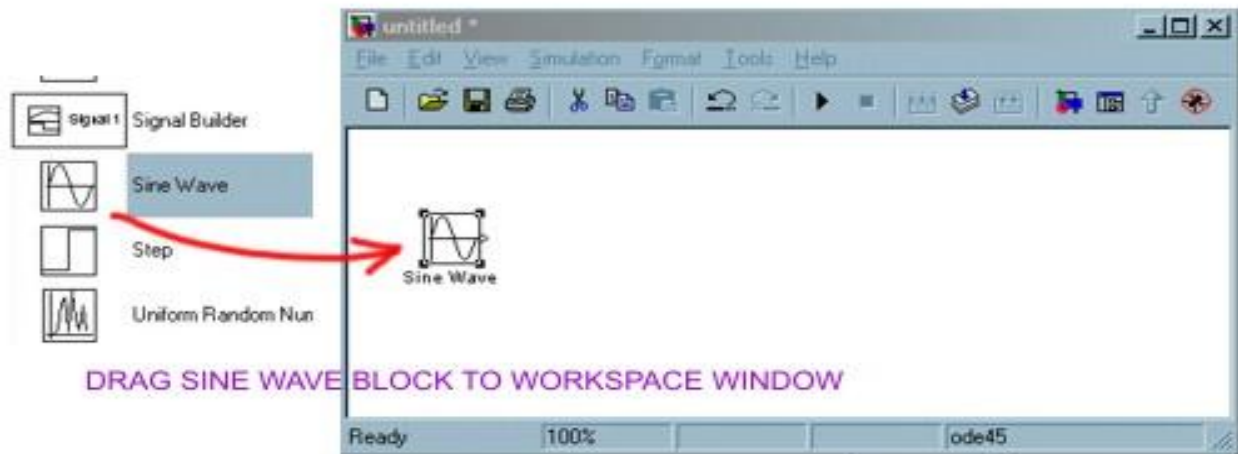 untitled *
File Edit View Simulation Format Tools Help
Signal 1 Signal Builder
Sine Wave
Step
Sine Wave
Uniform Random Nun
DRAG SINE WAVE BLOCK TO WORKSPACE WINDOW
Ready 100% ode45